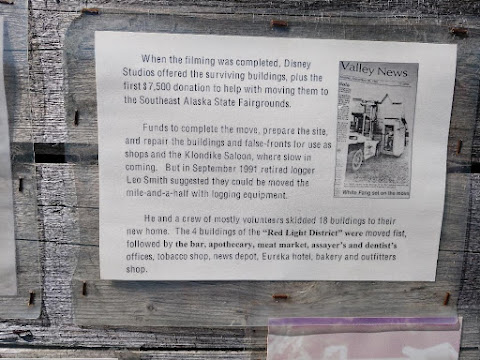 When the filming was completed, Disney
Studios offered the surviving buildings, plus the
first $7,500 donation to help with moving them to
the Southeast Alaska State Fairgrounds.
Funds to complete the move, prepare the site,
and repair the buildings and false-fronts for use as
shops and the Klondike Saloon, where slow in
coming. But in September 1991 retired logger
Leo Smith suggested they could be moved the
mile-and-a-half with logging equipment.
He and a crew of mostly volunteers skidded 18 buildings to their
new home. The 4 buildings of the "Red Light District" were moved fist,
followed by the bar, apothecary, meat market, assayer's and dentist's
offices, tobacco shop, news depot, Eureka hotel, bakery and outfitters
shop.
Valley News
White Fang set on the move